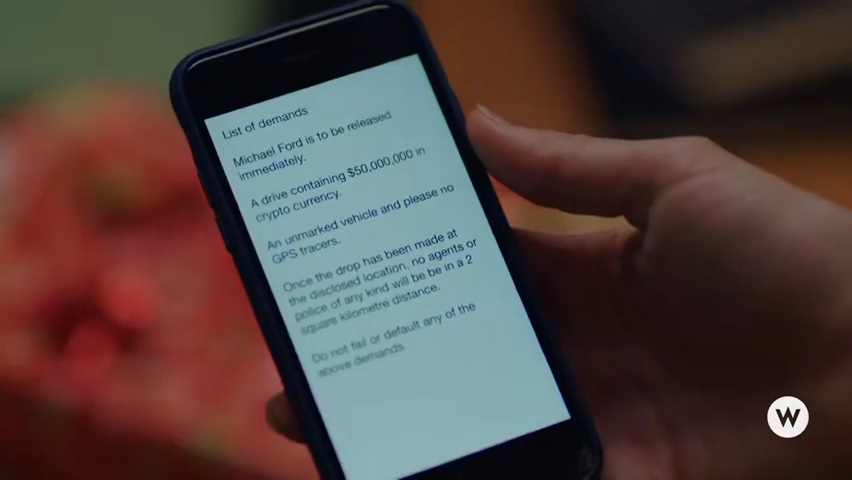 List of demands
Michael Ford is to be released
immediately.
A drive containing $50,000,000 in
crypto currency.
An unmarked vehicle and please no
GPS tracers.
Once the drop has been made at
the disclosed location, no agents or
police of any kind will be be in a 2
square kilometre distance.
Do not fail or default any of the
above demands.
W